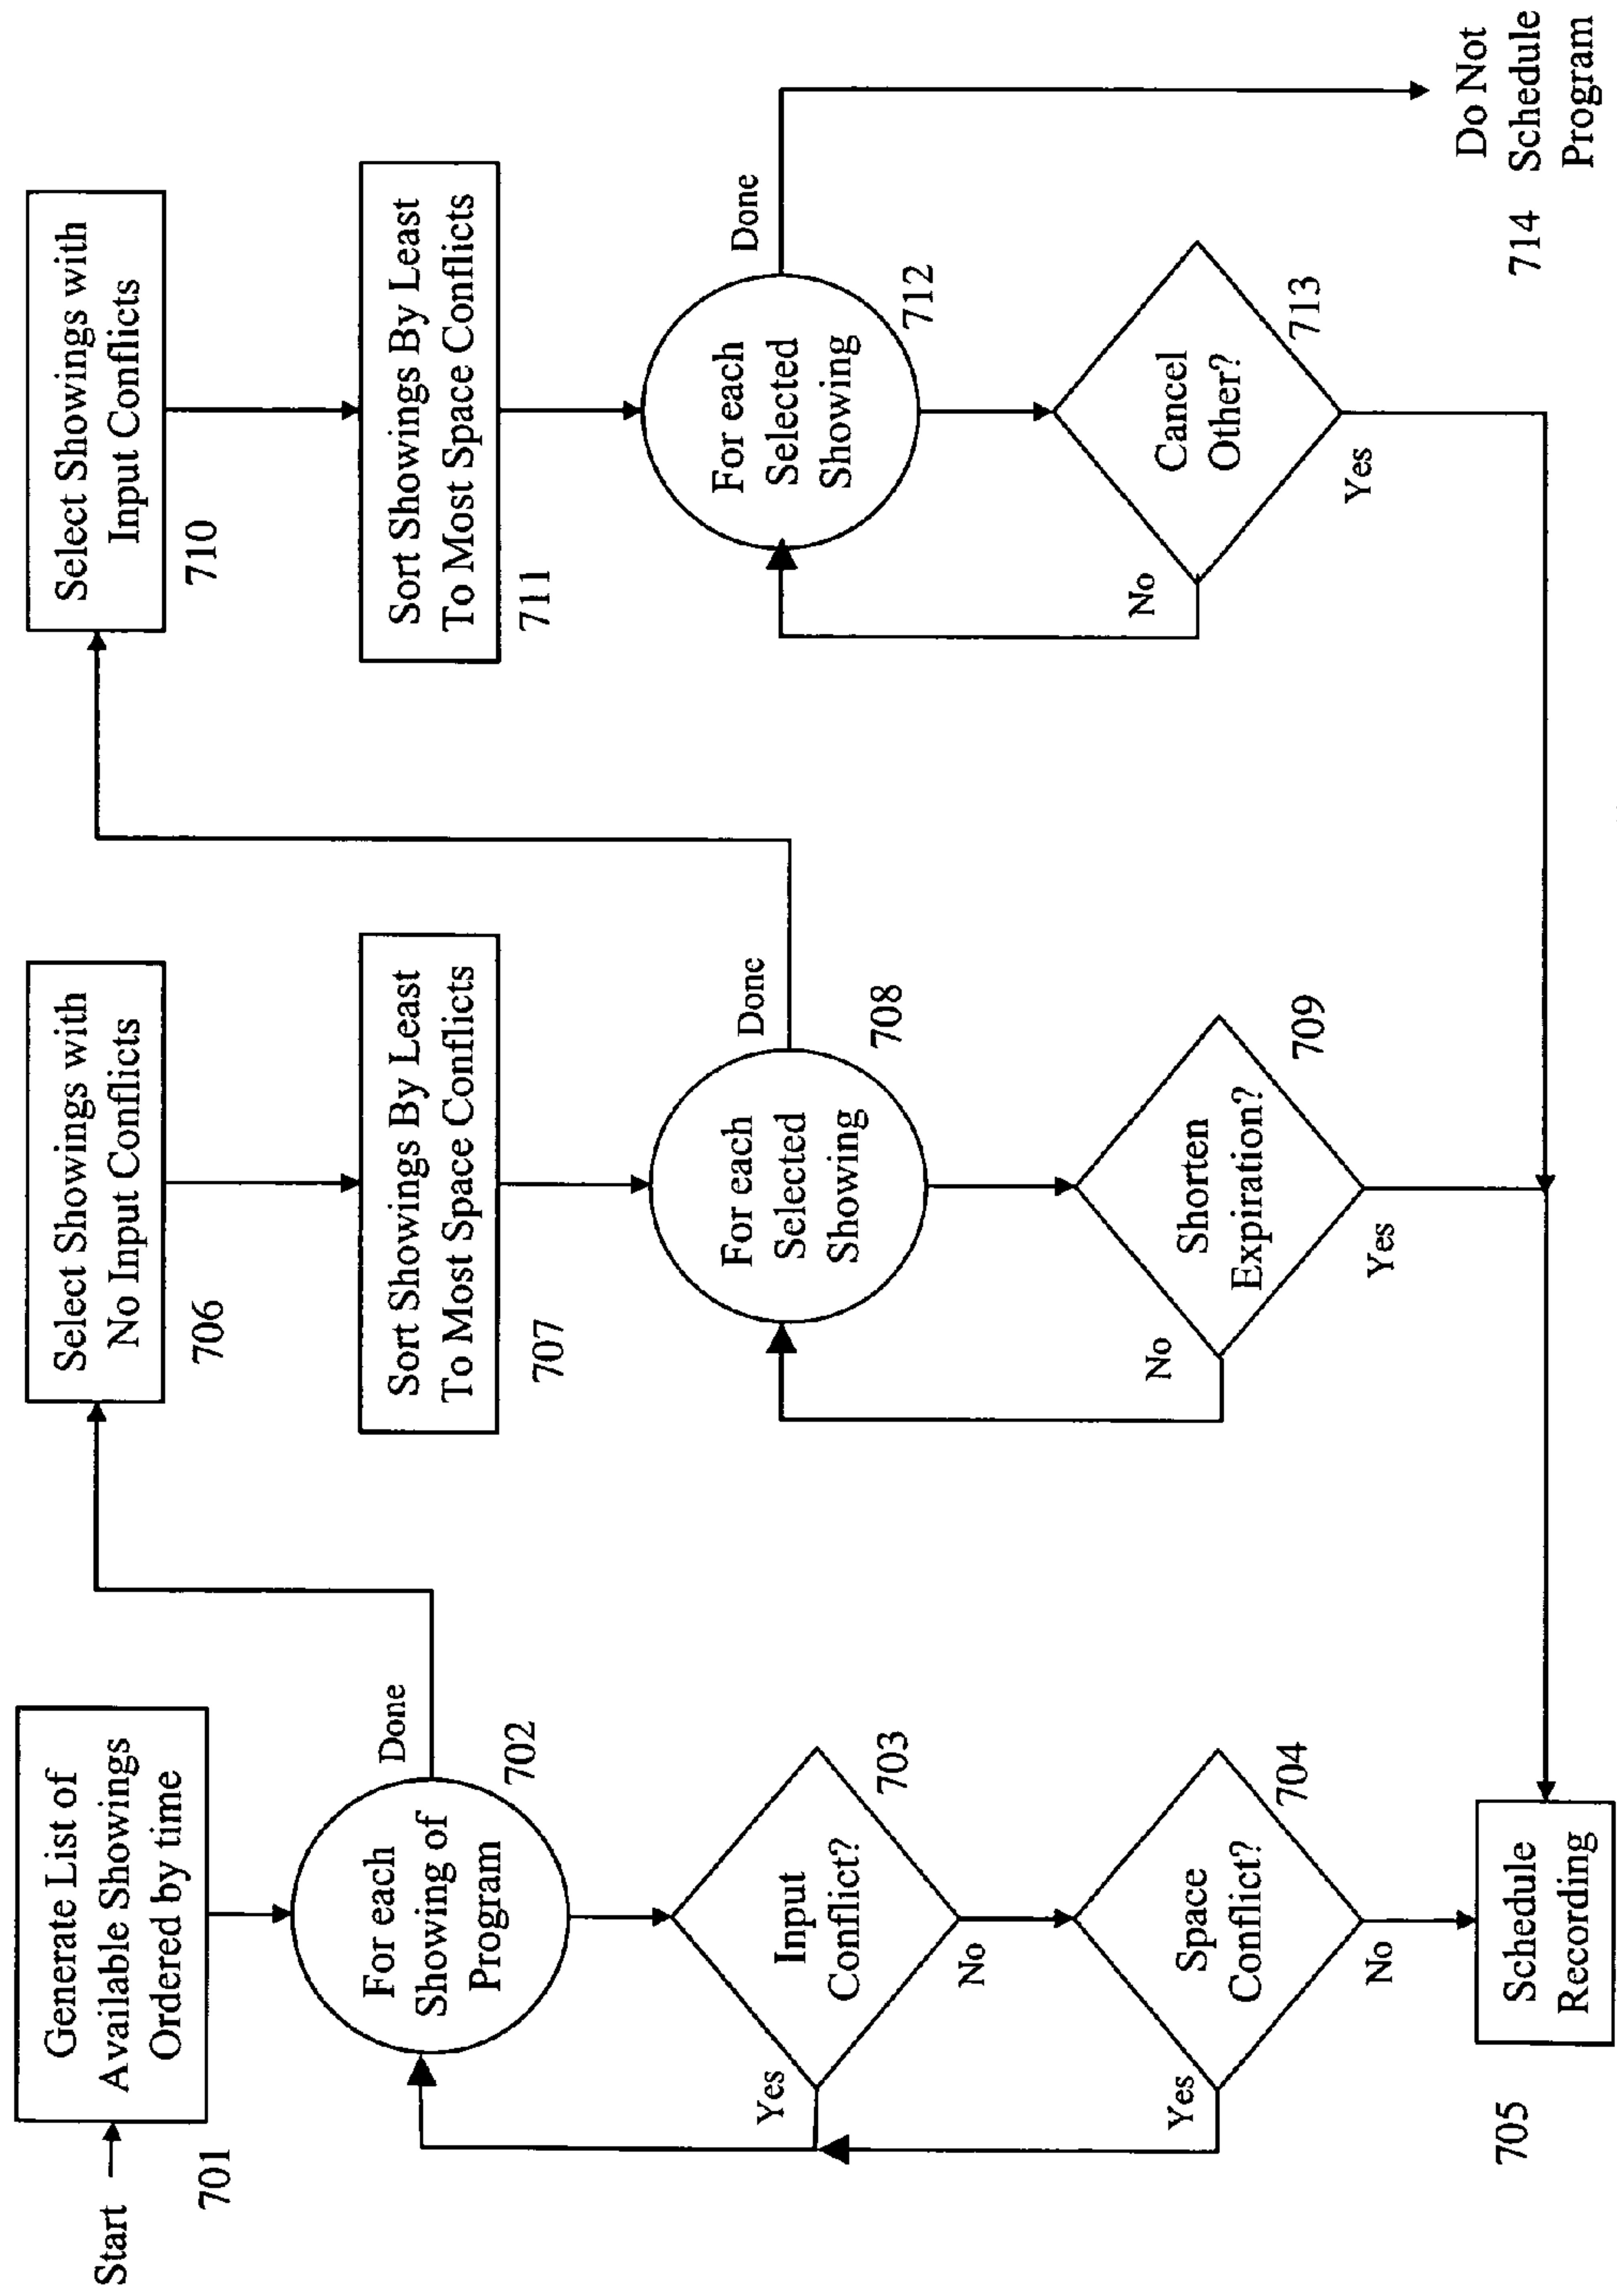 Start
Generate List of
Available Showings
Ordered by time
701
For each
Showing of
Program
Done
702
Input
Conflict?
703
Yes
No
Space
Conflict?
704
Yes
No
Schedule
Recording
705
Select Showings with
No Input Conflicts
706
Sort Showings By Least
To Most Space Conflicts
707
For each
Selected
Showing
Done
708
Shorten
Expiration?
709
No
Yes
Select Showings with
Input Conflicts
710
Sort Showings By Least
To Most Space Conflicts
711
For each
Selected
Showing
Done
712
Cancel
Other?
713
No
Yes
Do Not
714 Schedule
Program